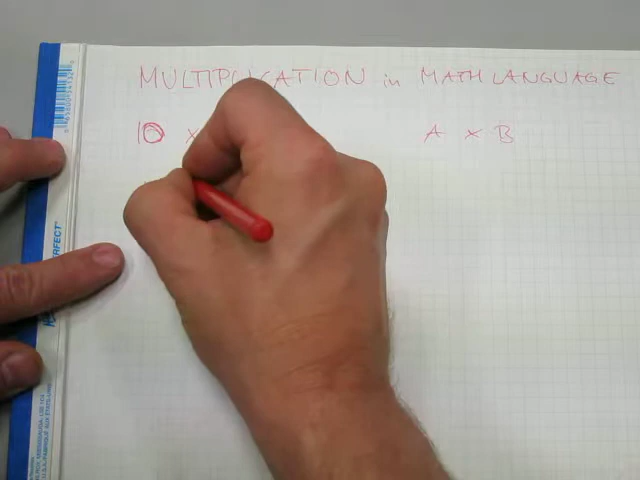 MULTIPLICATION in MATH LANGUAGE
10 × A × B